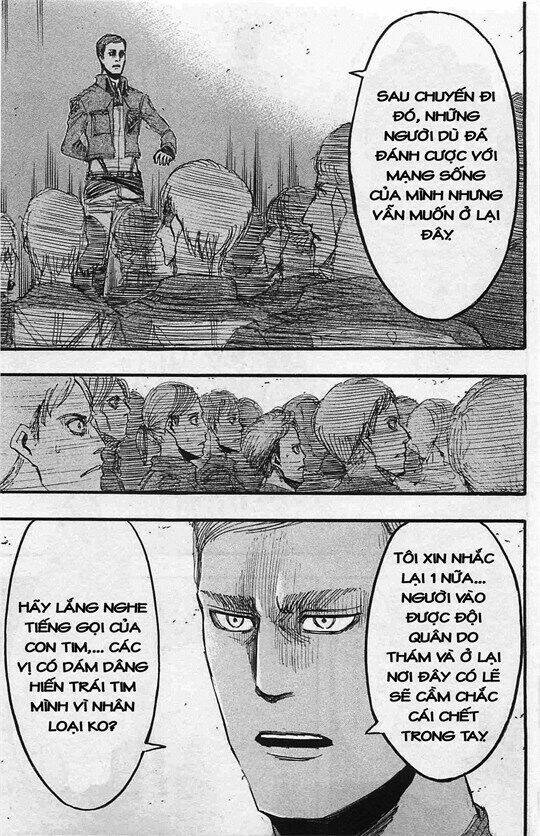 SAU CHUYẾN ĐI
ĐÓ, NHỮNG
NGƯỜI DÙ ĐÃ
ĐÁNH CƯỢC VỚI
MẠNG SỐNG
CỦA MÌNH NHƯNG
VẪN MUỐN Ở LẠI
ĐÂY.
TÔI XIN NHẮC
LẠI 1 NỮA...
NGƯỜI VÀO
ĐƯỢC ĐỘI
QUÂN DO
THÁM VÀ Ở LẠI
NƠI ĐÂY CÓ LẼ
SẼ CẦM CHẮC
CÁI CHẾT
TRONG TAY.
HÃY LẮNG NGHE
TIẾNG GỌI CỦA
CON TIM,... CÁC
VỊ CÓ DÁM DÂNG
HIẾN TRÁI TIM
MÌNH VÌ NHÂN
LOẠI KO?